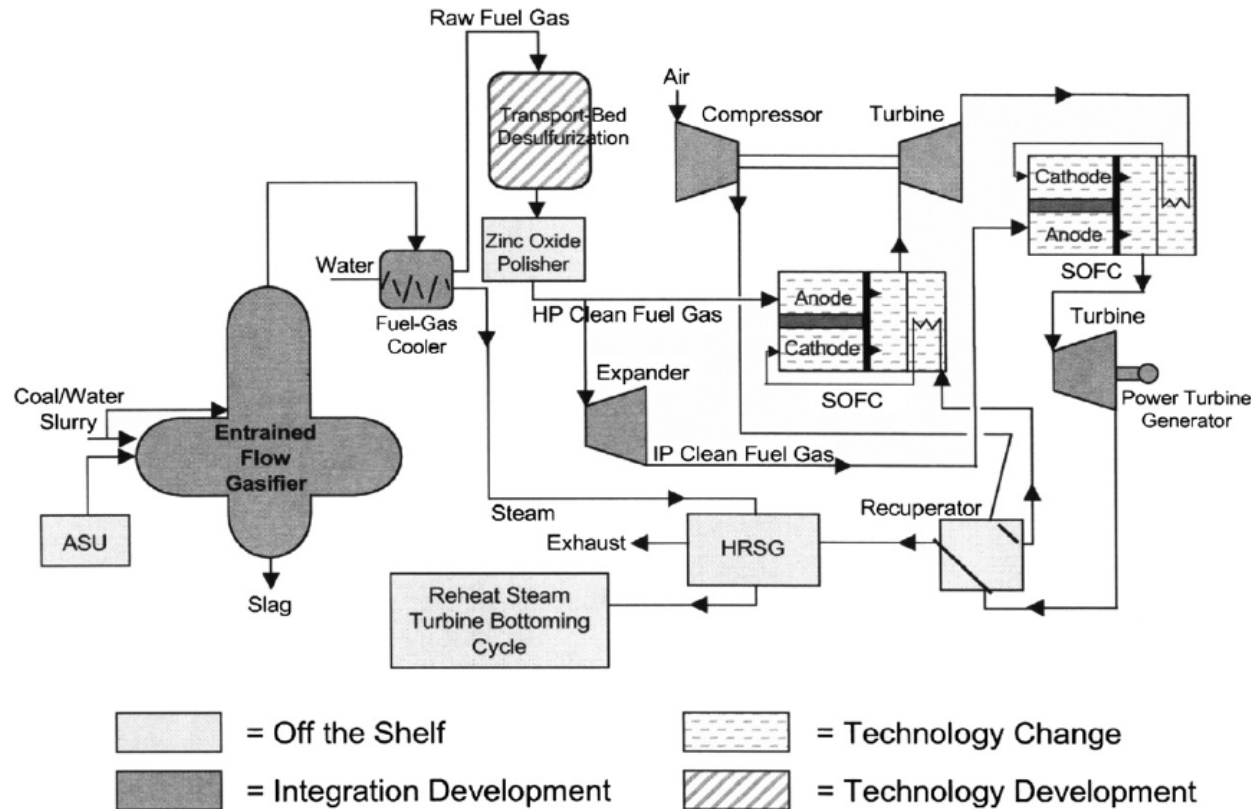 Raw Fuel Gas
Transport-Bed
Desulfurization
Air
Compressor
Turbine
Cathode
Anode
SOFC
Zinc Oxide
Polisher
Water
Fuel-Gas
Cooler
HP Clean Fuel Gas
Anode
Cathode
SOFC
Turbine
Power Turbine
Generator
Expander
IP Clean Fuel Gas
Coal/Water
Slurry
Entrained
Flow
Gasifier
ASU
Slag
Steam
Recuperator
Exhaust
HRSG
Reheat Steam
Turbine Bottoming
Cycle
= Off the Shelf
= Technology Change
= Integration Development
= Technology Development